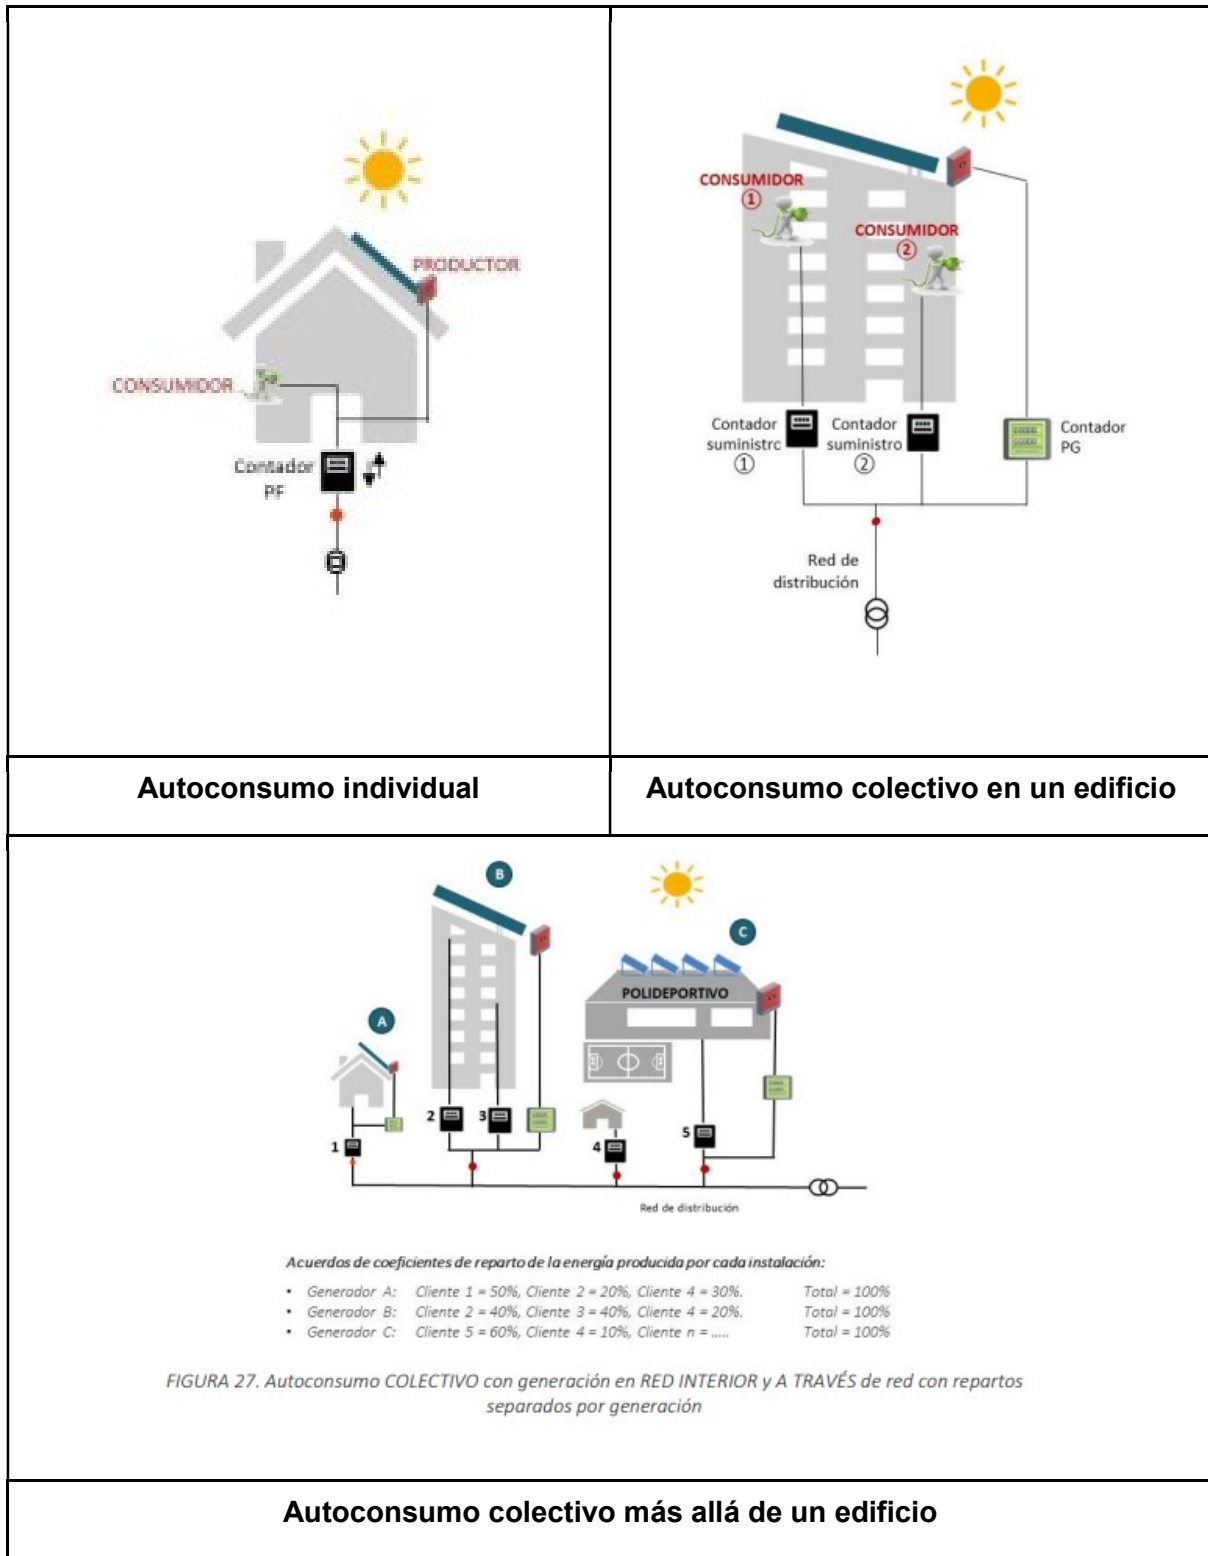 PRODUCTOR
CONSUMIDOR
Contador
PF
CONSUMIDOR
①
CONSUMIDOR
②
Contador
suministrc
①
Contador
suministro
②
Contador
PG
Red de
distribución
Autoconsumo individual
Autoconsumo colectivo en un edificio
B
C
POLIDEPORTIVO
A
2
3
1
4
5
Red de distribución
Acuerdos de coeficientes de reparto de la energía producida por cada instalación:
• Generador A: Cliente 1 = 50%, Cliente 2 = 20%, Cliente 4 = 30%. Total = 100%
• Generador B: Cliente 2 = 40%, Cliente 3 = 40%, Cliente 4 = 20%. Total = 100%
• Generador C: Cliente 5 = 60%, Cliente 4 = 10%, Cliente n = ..... Total = 100%
FIGURA 27. Autoconsumo COLECTIVO con generación en RED INTERIOR y A TRAVÉS de red con repartos
separados por generación
Autoconsumo colectivo más allá de un edificio